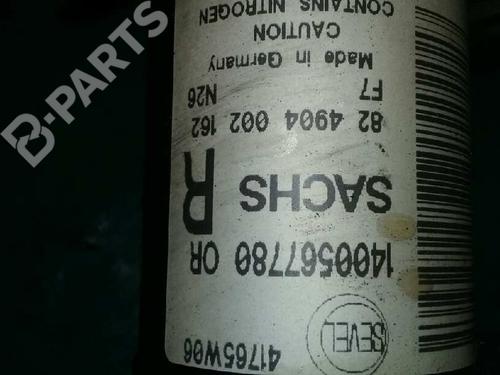 41765W06
SEVEL
1400567780 OR
SACHS R
82 4904 002 162
F7 N26
Made in Germany
CAUTION
CONTAINS NITROGEN
B-PARTS